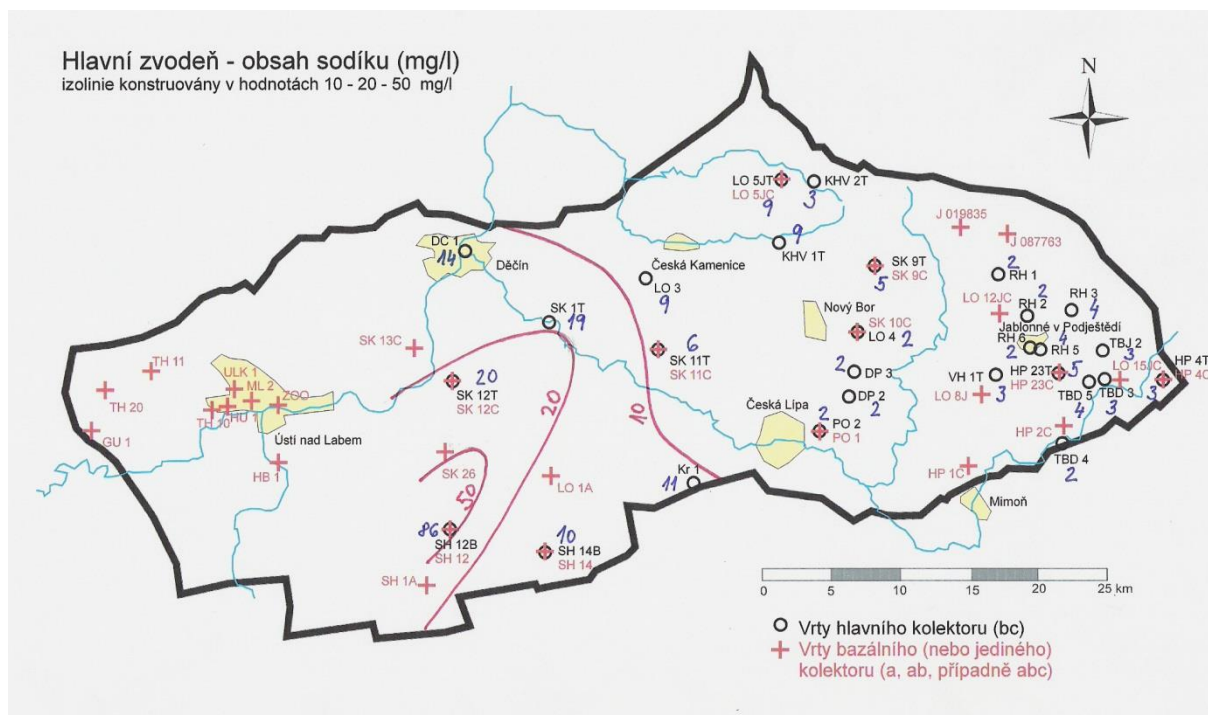 Hlavní zvodeň - obsah sodíku (mg/l)
izolinie konstruovány v hodnotách 10 - 20 - 50 mg/l
N
LO 5JT
LO 5JC
9
KHV 2T
3
J 019835
J 087763
DC 1
14
Děčín
9
KHV 1T
Česká Kamenice
LO 3
9
SK 9T
SK 9C
5
2
RH 1
2
RH 2
RH 3
4
LO 12JC
Nový Bor
SK 10C
LO 4
2
Jablonné v Podještědí
4
RH 6
2
RH 5
TBJ 2
3
SK 1T
19
SK 13C
6
SK 11T
SK 11C
10
20
TH 11
TH 20
GU 1
ULK 1
ML 2
ZOO
TH 10
HU 1
Ústí nad Labem
HB 1
20
SK 12T
SK 12C
2
DP 3
DP 2
2
VH 1T
3
LO 8J
HP 23T
HP 23C
5
LO 15JC
HP 4T
HP 4C
3
TBD 5
4
TBD 3
3
Česká Lípa
2
PO 2
PO 1
HP 2C
TBD 4
2
HP 1C
Mimoň
SK 26
50
LO 1A
Kr 1
11
86
SH 12B
SH 12
10
SH 14B
SH 14
SH 1A
0 5 10 15 20 25 km
Vrty hlavního kolektoru (bc)
Vrty bazálního (nebo jediného)
kolektoru (a, ab, případně abc)